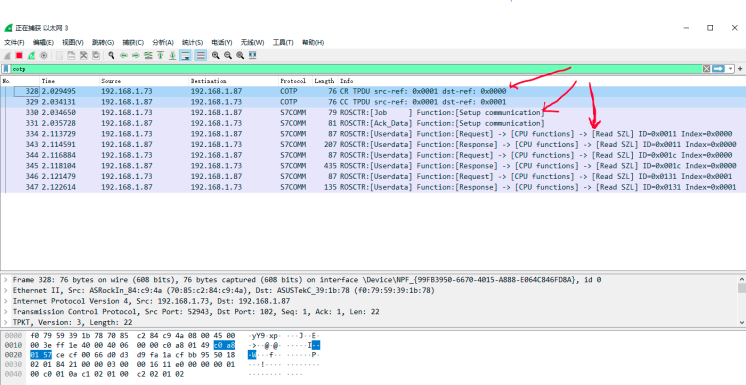 正在捕获 以太网 3
文件(F) 编辑(E) 视图(V) 跳转(G) 捕获(C) 分析(A) 统计(S) 电话(Y) 无线(W) 工具(T) 帮助(H)
cotp
No. Time Source Destination Protocol Length Info
328 2.029495 192.168.1.73 192.168.1.87 COTP 76 CR TPDU src-ref: 0x0001 dst-ref: 0x0000
329 2.034131 192.168.1.87 192.168.1.73 COTP 76 CC TPDU src-ref: 0x0001 dst-ref: 0x0001
330 2.034650 192.168.1.73 192.168.1.87 S7COMM 79 ROSCTR:[Job ] Function:[Setup communication]
331 2.035728 192.168.1.87 192.168.1.73 S7COMM 81 ROSCTR:[Ack_Data] Function:[Setup communication]
334 2.113729 192.168.1.73 192.168.1.87 S7COMM 87 ROSCTR:[Userdata] Function:[Request] -> [CPU functions] -> [Read SZL] ID=0x0011 Index=0x0000
343 2.114591 192.168.1.87 192.168.1.73 S7COMM 207 ROSCTR:[Userdata] Function:[Response] -> [CPU functions] -> [Read SZL] ID=0x0011 Index=0x0000
344 2.116884 192.168.1.73 192.168.1.87 S7COMM 87 ROSCTR:[Userdata] Function:[Request] -> [CPU functions] -> [Read SZL] ID=0x001c Index=0x0000
345 2.118104 192.168.1.87 192.168.1.73 S7COMM 435 ROSCTR:[Userdata] Function:[Response] -> [CPU functions] -> [Read SZL] ID=0x001c Index=0x0000
346 2.121479 192.168.1.73 192.168.1.87 S7COMM 87 ROSCTR:[Userdata] Function:[Request] -> [CPU functions] -> [Read SZL] ID=0x0131 Index=0x0001
347 2.122614 192.168.1.87 192.168.1.73 S7COMM 135 ROSCTR:[Userdata] Function:[Response] -> [CPU functions] -> [Read SZL] ID=0x0131 Index=0x0001
> Frame 328: 76 bytes on wire (608 bits), 76 bytes captured (608 bits) on interface \Device\NPF_{99FB3950-6670-4015-A888-E064C846FD8A}, id 0
> Ethernet II, Src: ASRockIn_84:c9:4a (70:85:c2:84:c9:4a), Dst: ASUSTekC_39:1b:78 (f0:79:59:39:1b:78)
> Internet Protocol Version 4, Src: 192.168.1.73, Dst: 192.168.1.87
> Transmission Control Protocol, Src Port: 52943, Dst Port: 102, Seq: 1, Ack: 1, Len: 22
> TPKT, Version: 3, Length: 22
0000 f0 79 59 39 1b 78 70 85 c2 84 c9 4a 08 00 45 00 ·yY9·xp· ···J··E·
0010 00 3e ff 1e 40 00 40 06 00 00 c0 a8 01 49 c0 a8 ·>··@·@· ·····I··
0020 01 57 ce cf 00 66 0d d3 d9 fa 1a cf bb 95 50 18 ·W···f·· ······P·
0030 02 01 84 21 00 00 03 00 00 16 11 e0 00 00 00 01 ···!···· ········
0040 00 c0 01 0a c1 02 01 00 c2 02 01 02 ········ ····